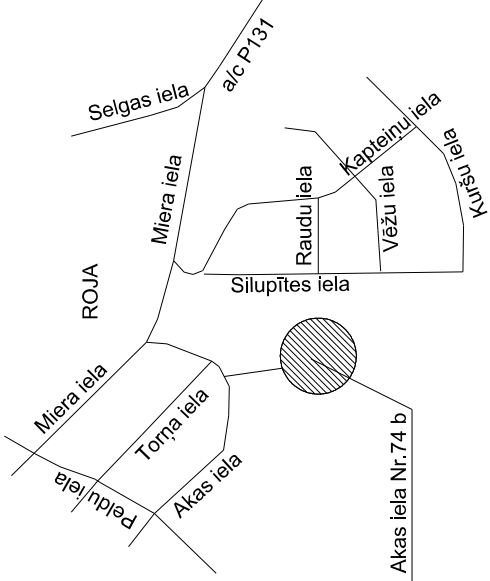 a/c P131
Selgas iela
Kapteiņu iela
Kuršu iela
Miera iela
Raudu iela
Vēžu iela
Silupītes iela
ROJA
Miera iela
Torņa iela
Akas iela
Peldu iela
Akas iela Nr.74 b